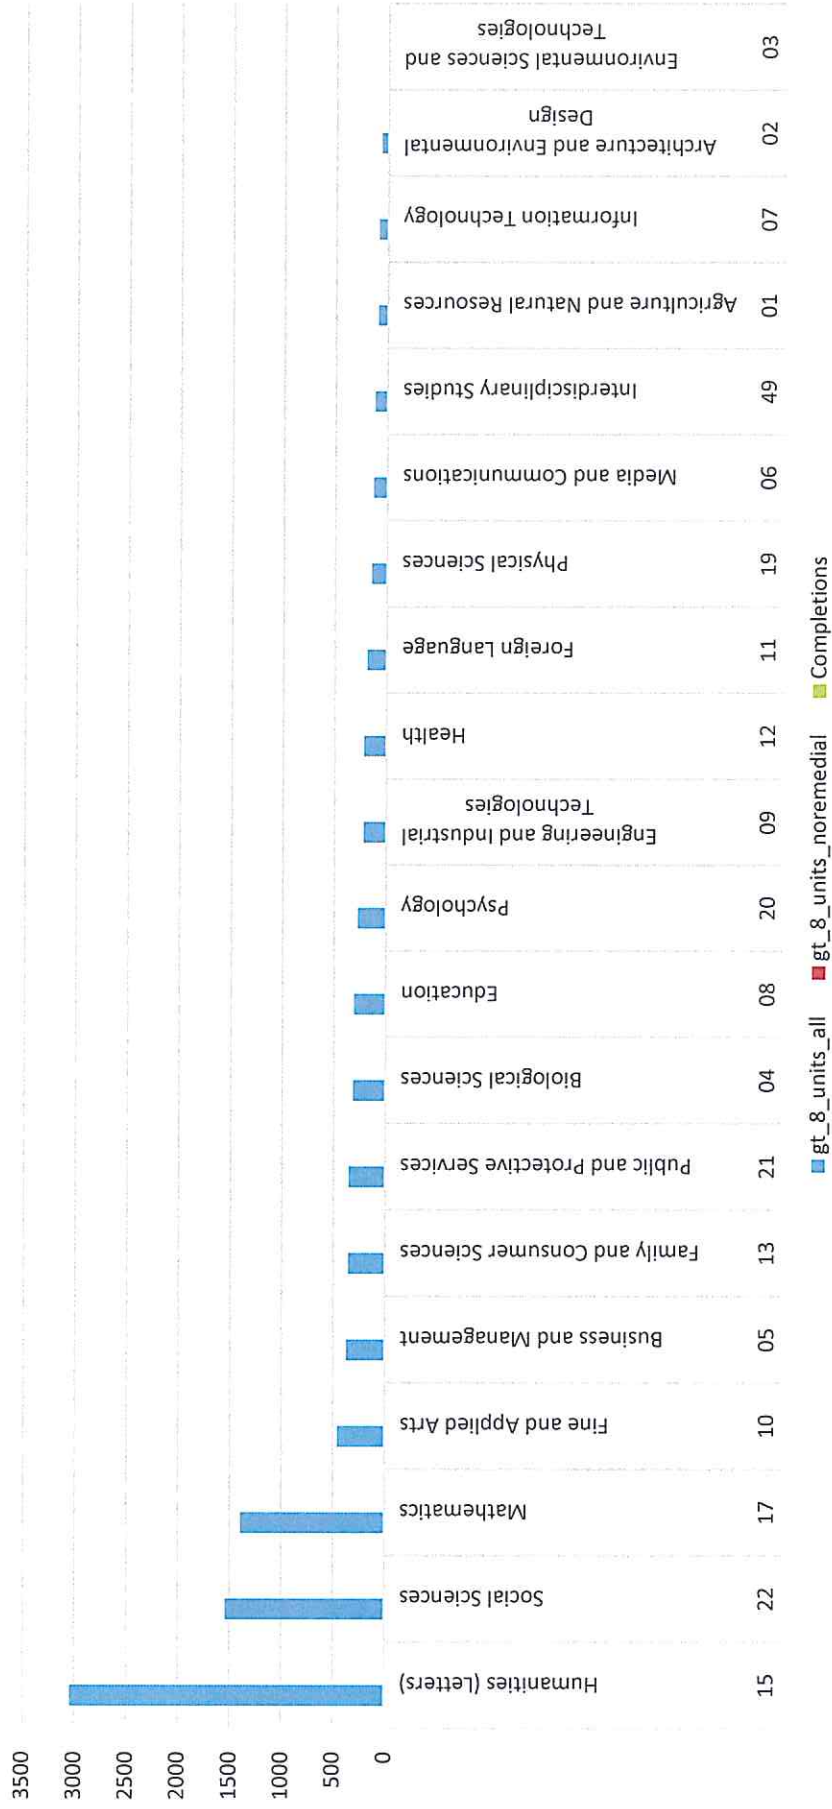 3500
3000
2500
2000
1500
1000
500
0
Humanities (Letters)
Social Sciences
Mathematics
Fine and Applied Arts
Business and Management
Family and Consumer Sciences
Public and Protective Services
Biological Sciences
Education
Psychology
Engineering and Industrial
Technologies
Health
Foreign Language
Physical Sciences
Media and Communications
Interdisciplinary Studies
Agriculture and Natural Resources
Information Technology
Architecture and Environmental
Design
Environmental Sciences and
Technologies
15
22
17
10
05
13
21
04
08
20
09
12
11
19
06
49
01
07
02
03
gt_8_units_all
gt_8_units_noremedial
Completions